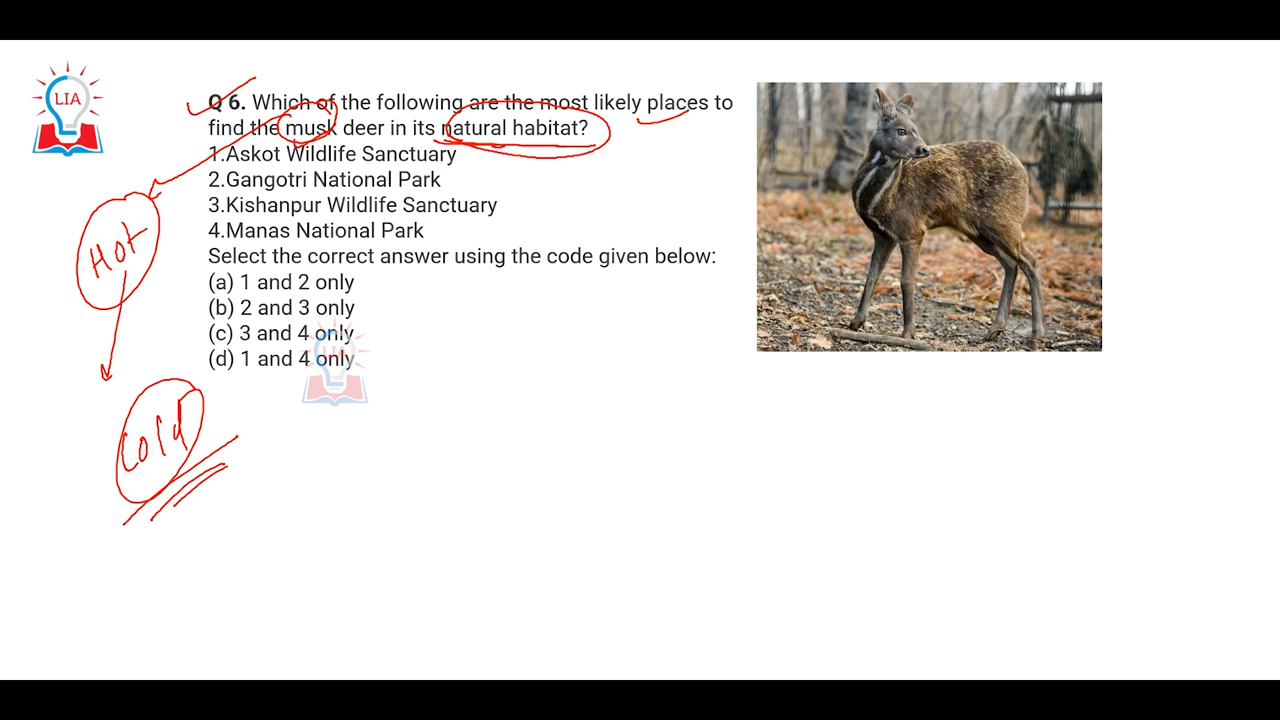 LIA
Q 6. Which of the following are the most likely places to
find the musk deer in its natural habitat?
1.Askot Wildlife Sanctuary
2.Gangotri National Park
3.Kishanpur Wildlife Sanctuary
4.Manas National Park
Select the correct answer using the code given below:
(a) 1 and 2 only
(b) 2 and 3 only
(c) 3 and 4 only
(d) 1 and 4 only
LIA
Hot
Cold